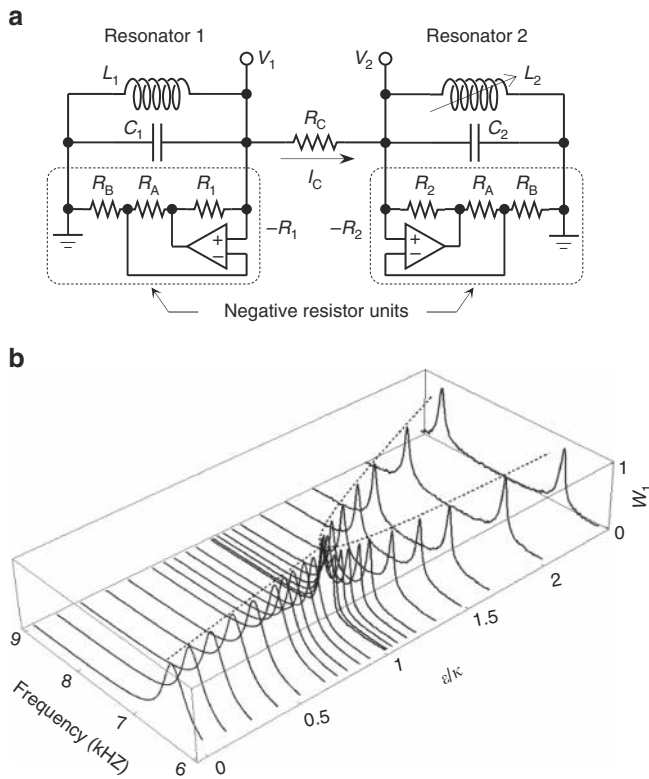 a
Resonator 1
Resonator 2
V1
V2
L1
L2
C1
RC
C2
IC
RB RA R1
R2 RA RB
+
−
+
−
−R1
−R2
Negative resistor units
b
1
W1
0
9
8
7
6
Frequency (kHZ)
0
0.5
1
1.5
2
ε/κ